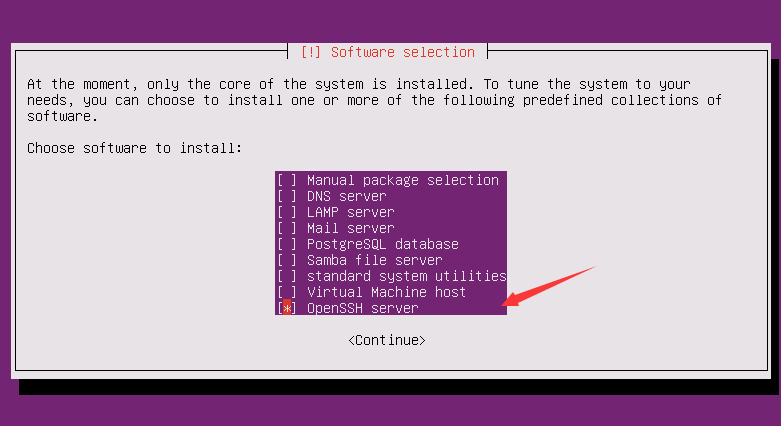 [!] Software selection
At the moment, only the core of the system is installed. To tune the system to your
needs, you can choose to install one or more of the following predefined collections of
software.
Choose software to install:
[ ] Manual package selection
[ ] DNS server
[ ] LAMP server
[ ] Mail server
[ ] PostgreSQL database
[ ] Samba file server
[ ] standard system utilities
[ ] Virtual Machine host
[*] OpenSSH server
<Continue>